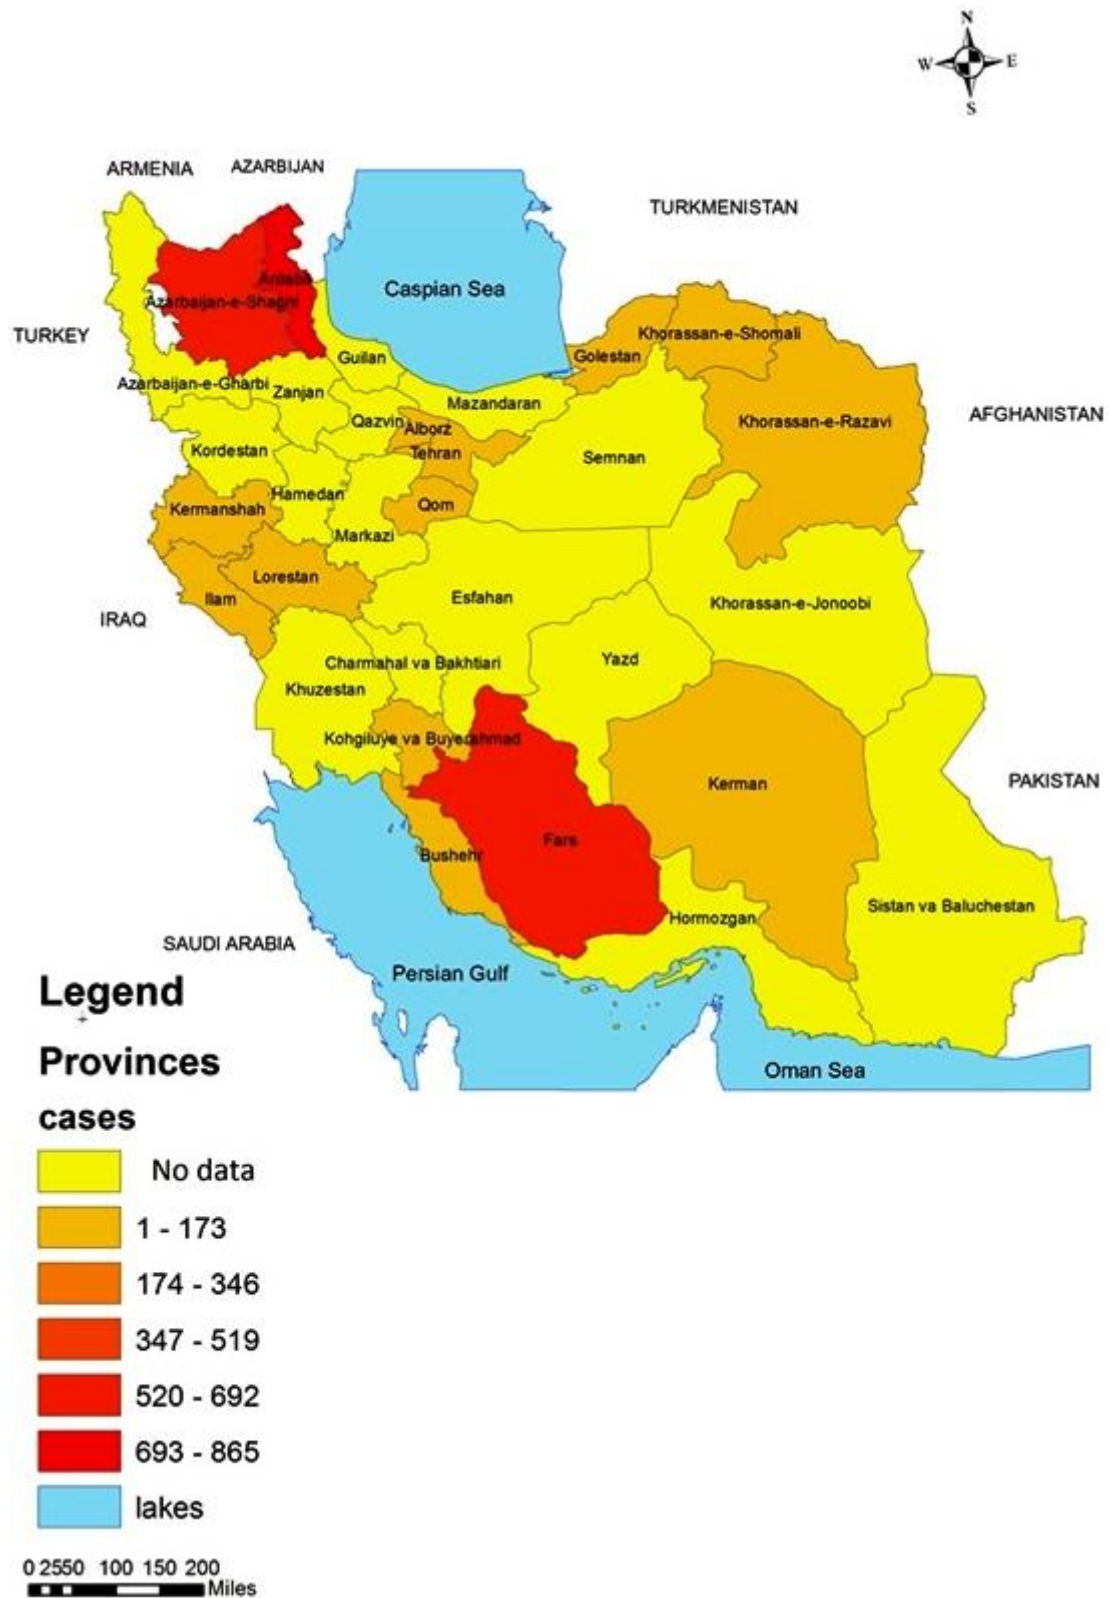 N
W E
S
ARMENIA
AZARBIJAN
TURKMENISTAN
Caspian Sea
Ardebil
Azarbaijan-e-Shaghi
TURKEY
Khorassan-e-Shomali
Golestan
Guilan
Azarbaijan-e-Gharbi
Zanjan
Mazandaran
AFGHANISTAN
Qazvin
Alborz
Khorassan-e-Razavi
Kordestan
Tehran
Semnan
Hamedan
Kermanshah
Qom
Markazi
Lorestan
Ilam
Esfahan
Khorassan-e-Jonoobi
IRAQ
Charmahal va Bakhtiari
Yazd
Khuzestan
Kohgiluye va Buyerahmad
Kerman
PAKISTAN
Fars
Bushehr
Hormozgan
Sistan va Baluchestan
SAUDI ARABIA
Persian Gulf
Oman Sea
Legend
Provinces
cases
No data
1 - 173
174 - 346
347 - 519
520 - 692
693 - 865
lakes
0 2550 100 150 200
Miles